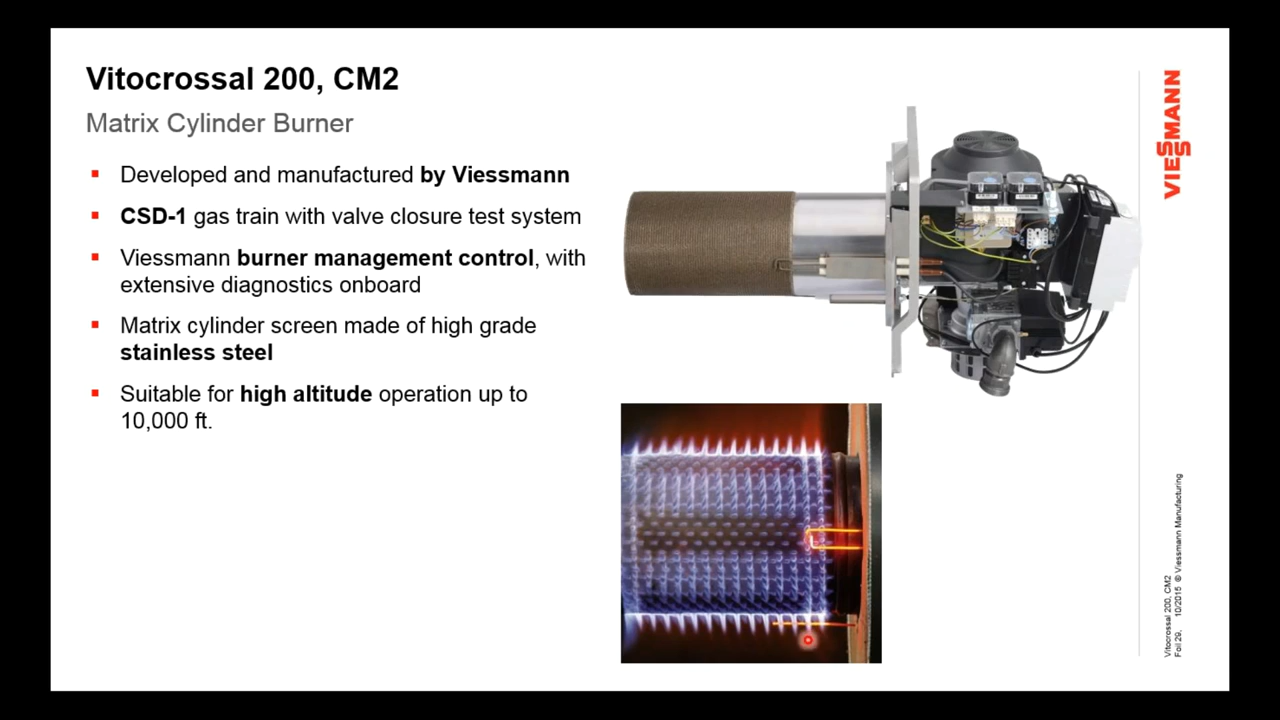 Vitocrossal 200, CM2
Matrix Cylinder Burner
▪ Developed and manufactured by Viessmann
▪ CSD-1 gas train with valve closure test system
▪ Viessmann burner management control, with
extensive diagnostics onboard
▪ Matrix cylinder screen made of high grade
stainless steel
▪ Suitable for high altitude operation up to
10,000 ft.
VIESSMANN
Vitocrossal 200, CM2
Foil 29, 10/2015 © Viessmann Manufacturing